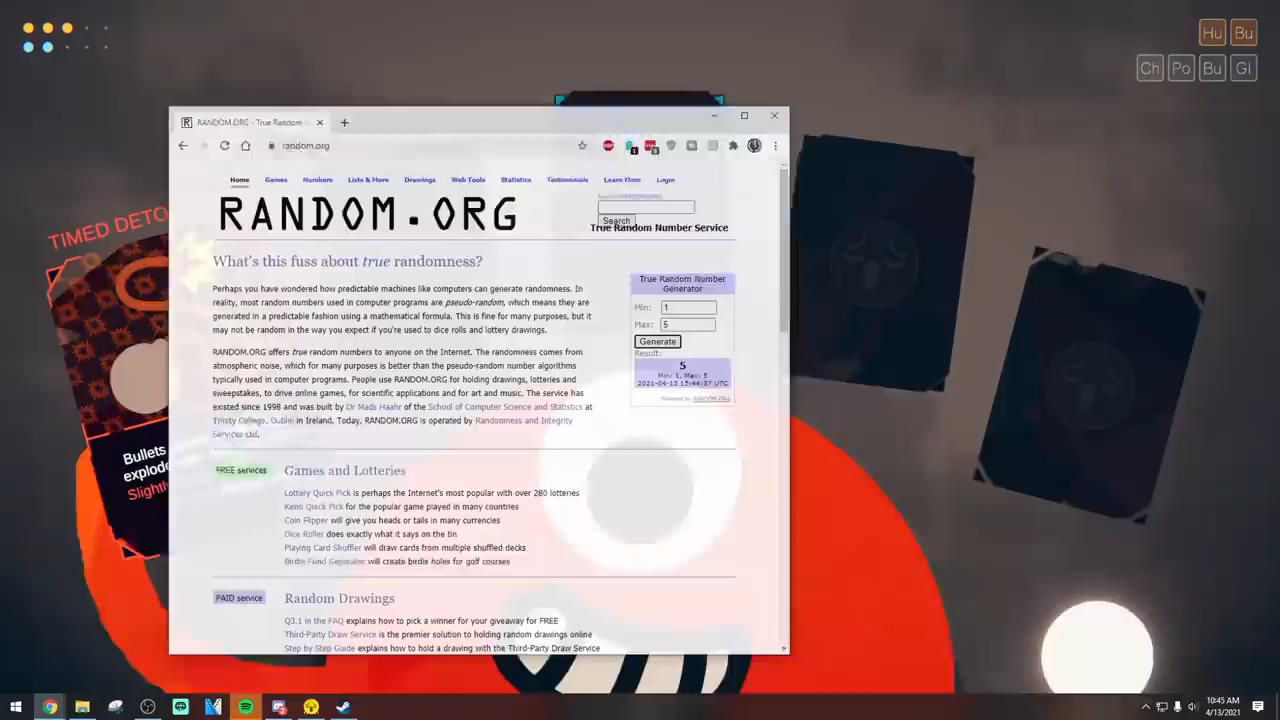 Hu Bu
Ch Po Bu Gl
RANDOM.ORG - True Random
random.org
Home Games Numbers Lists & More Drawings Web Tools Statistics Testimonials Learn More Login
RANDOM.ORG
Search
True Random Number Service
TIMED DETO
What's this fuss about true randomness?
Perhaps you have wondered how predictable machines like computers can generate randomness. In
reality, most random numbers used in computer programs are pseudo-random, which means they are
generated in a predictable fashion using a mathematical formula. This is fine for many purposes, but it
may not be random in the way you expect if you're used to dice rolls and lottery drawings.
RANDOM.ORG offers true random numbers to anyone on the Internet. The randomness comes from
atmospheric noise, which for many purposes is better than the pseudo-random number algorithms
typically used in computer programs. People use RANDOM.ORG for holding drawings, lotteries and
sweepstakes, to drive online games, for scientific applications and for art and music. The service has
existed since 1998 and was built by Dr Mads Haahr of the School of Computer Science and Statistics at
Trinity College, Dublin in Ireland. Today, RANDOM.ORG is operated by Randomness and Integrity
Services Ltd.
True Random Number
Generator
Min: 1
Max: 5
Generate
Result:
5
Min: 1, Max: 5
2021-04-13 15:44:37 UTC
Powered by RANDOM.ORG
Bullets
explode
Slightly
FREE services
Games and Lotteries
Lottery Quick Pick is perhaps the Internet's most popular with over 280 lotteries
Keno Quick Pick for the popular game played in many countries
Coin Flipper will give you heads or tails in many currencies
Dice Roller does exactly what it says on the tin
Playing Card Shuffler will draw cards from multiple shuffled decks
Birdie Fund Generator will create birdie holes for golf courses
PAID service
Random Drawings
Q3.1 in the FAQ explains how to pick a winner for your giveaway for FREE
Third-Party Draw Service is the premier solution to holding random drawings online
Step by Step Guide explains how to hold a drawing with the Third-Party Draw Service
10:45 AM
4/13/2021